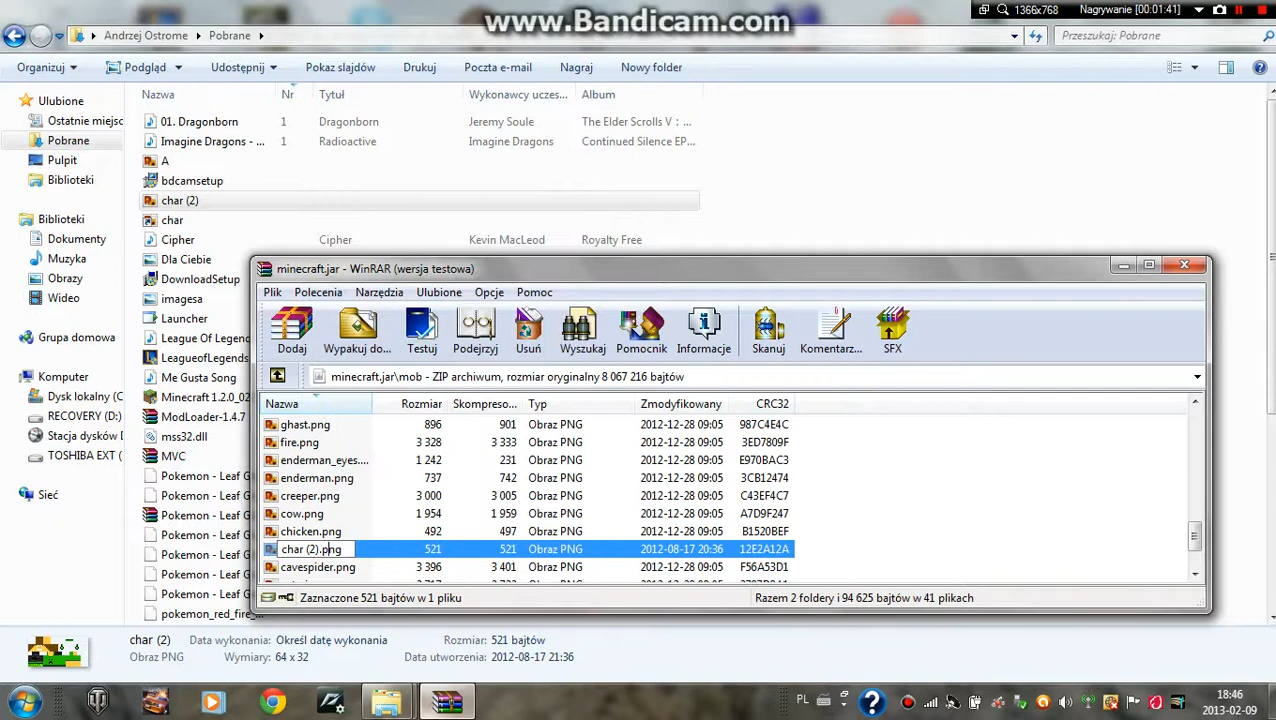 www.Bandicam.com
1366x768
Nagrywanie [00:01:41]
Andrzej Ostrome
Pobrane
Przeszukaj: Pobrane
Organizuj
Podgląd
Udostępnij
Pokaz slajdów
Drukuj
Poczta e-mail
Nagraj
Nowy folder
Ulubione
Ostatnie miejsc
Pobrane
Pulpit
Biblioteki
Biblioteki
Dokumenty
Muzyka
Obrazy
Wideo
Grupa domowa
Komputer
Dysk lokalny (C
RECOVERY (D:)
Stacja dysków
TOSHIBA EXT (
Sieć
Nazwa Nr Tytuł Wykonawcy uczes... Album
01. Dragonborn 1 Dragonborn Jeremy Soule The Elder Scrolls V : ...
Imagine Dragons - ... 1 Radioactive Imagine Dragons Continued Silence EP...
A
bdcamsetup
char (2)
char
Cipher Cipher Kevin MacLeod Royalty Free
Dla Ciebie
DownloadSetup
imagesa
Launcher
League Of Legend
LeagueofLegends
Me Gusta Song
Minecraft 1.2.0_02
ModLoader-1.4.7
mss32.dll
MVC
Pokemon - Leaf G
Pokemon - Leaf G
Pokemon - Leaf G
Pokemon - Leaf G
Pokemon - Leaf G
Pokemon - Leaf G
Pokemon - Leaf G
pokemon_red_fire_
minecraft.jar - WinRAR (wersja testowa)
Plik Polecenia Narzędzia Ulubione Opcje Pomoc
Dodaj Wypakuj do... Testuj Podejrzyj Usuń Wyszukaj Pomocnik Informacje Skanuj Komentarz... SFX
minecraft.jar\mob - ZIP archiwum, rozmiar oryginalny 8 067 216 bajtów
Nazwa Rozmiar Skompreso... Typ Zmodyfikowany CRC32
ghast.png 896 901 Obraz PNG 2012-12-28 09:05 987C4E4C
fire.png 3 328 3 333 Obraz PNG 2012-12-28 09:05 3ED7809F
enderman_eyes.... 1 242 231 Obraz PNG 2012-12-28 09:05 E970BAC3
enderman.png 737 742 Obraz PNG 2012-12-28 09:05 3CB12474
creeper.png 3 000 3 005 Obraz PNG 2012-12-28 09:05 C43EF4C7
cow.png 1 954 1 959 Obraz PNG 2012-12-28 09:05 A7D9F247
chicken.png 492 497 Obraz PNG 2012-12-28 09:05 B1520BEF
char (2).png 521 521 Obraz PNG 2012-08-17 20:36 12E2A12A
cavespider.png 3 396 3 401 Obraz PNG 2012-12-28 09:05 F56A53D1
Zaznaczone 521 bajtów w 1 pliku
Razem 2 foldery i 94 625 bajtów w 41 plikach
char (2) Data wykonania: Określ datę wykonania Rozmiar: 521 bajtów
Obraz PNG Wymiary: 64 x 32 Data utworzenia: 2012-08-17 21:36
PL
18:46
2013-02-09